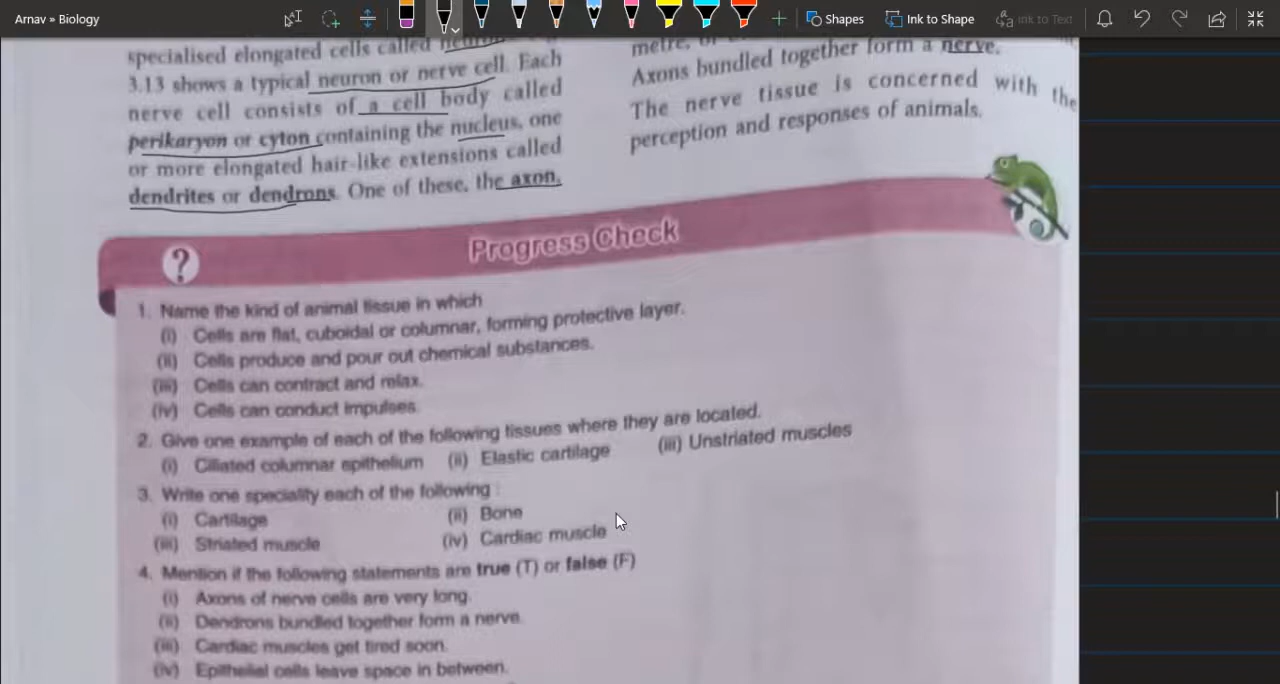 Arnav » Biology
Shapes
Ink to Shape
Ink to Text
specialised elongated cells called
3.13 shows a typical neuron or nerve cell. Each
nerve cell consists of a cell body called
perikaryon or cyton containing the nucleus, one
or more elongated hair-like extensions called
dendrites or dendrons. One of these, the axon,
metre, or
Axons bundled together form a nerve.
The nerve tissue is concerned with the
perception and responses of animals.
?
Progress Check
1. Name the kind of animal tissue in which
(i) Cells are flat, cuboidal or columnar, forming protective layer.
(ii) Cells produce and pour out chemical substances.
(iii) Cells can contract and relax.
(iv) Cells can conduct impulses.
2. Give one example of each of the following tissues where they are located.
(i) Ciliated columnar epithelium (ii) Elastic cartilage (iii) Unstriated muscles
3. Write one speciality each of the following :
(i) Cartilage (ii) Bone
(iii) Striated muscle (iv) Cardiac muscle
4. Mention if the following statements are true (T) or false (F)
(i) Axons of nerve cells are very long.
(ii) Dendrons bundled together form a nerve.
(iii) Cardiac muscles get tired soon.
(iv) Epithelial cells leave space in between.